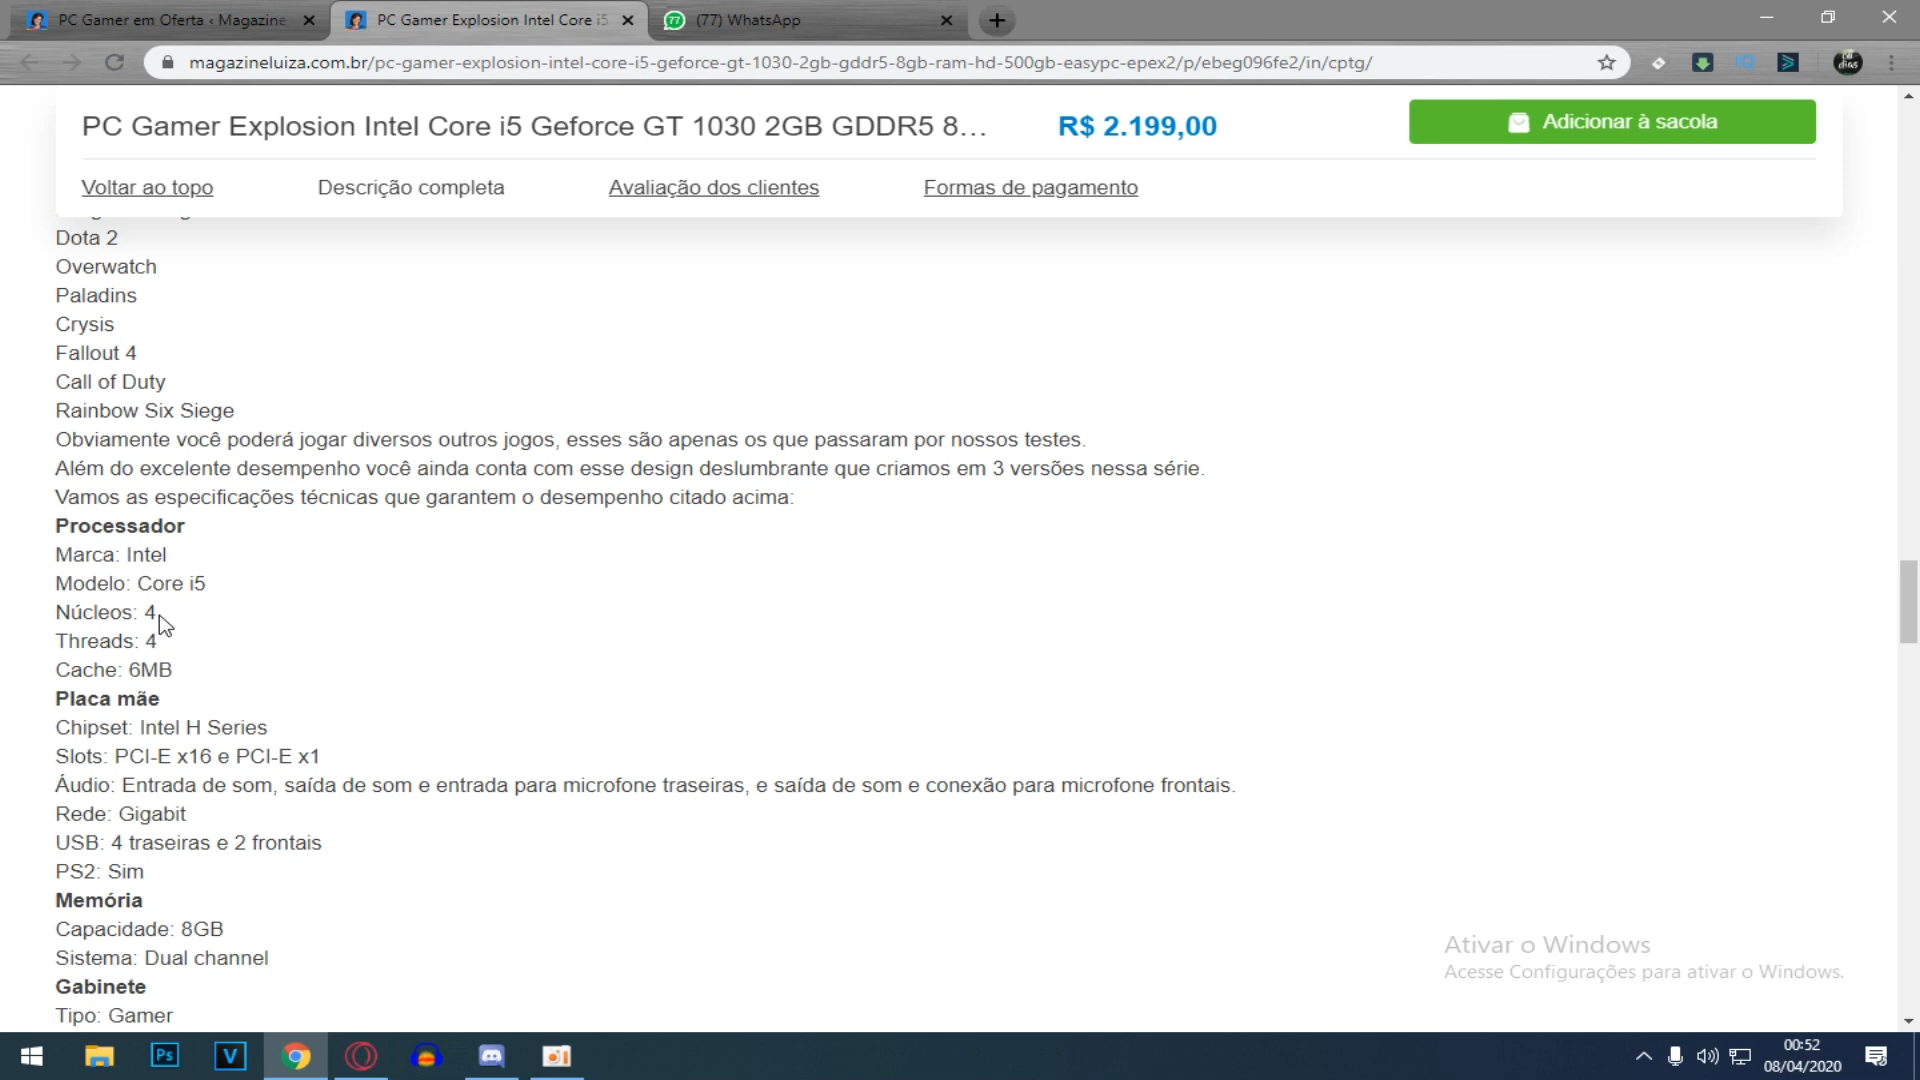 PC Gamer em Oferta ‹ Magazine
PC Gamer Explosion Intel Core i5
77
(77) WhatsApp
magazineluiza.com.br/pc-gamer-explosion-intel-core-i5-geforce-gt-1030-2gb-gddr5-8gb-ram-hd-500gb-easypc-epex2/p/ebeg096fe2/in/cptg/
PC Gamer Explosion Intel Core i5 Geforce GT 1030 2GB GDDR5 8...
R$ 2.199,00
Adicionar à sacola
Voltar ao topo
Descrição completa
Avaliação dos clientes
Formas de pagamento
Dota 2
Overwatch
Paladins
Crysis
Fallout 4
Call of Duty
Rainbow Six Siege
Obviamente você poderá jogar diversos outros jogos, esses são apenas os que passaram por nossos testes.
Além do excelente desempenho você ainda conta com esse design deslumbrante que criamos em 3 versões nessa série.
Vamos as especificações técnicas que garantem o desempenho citado acima:
Processador
Marca: Intel
Modelo: Core i5
Núcleos: 4
Threads: 4
Cache: 6MB
Placa mãe
Chipset: Intel H Series
Slots: PCI-E x16 e PCI-E x1
Áudio: Entrada de som, saída de som e entrada para microfone traseiras, e saída de som e conexão para microfone frontais.
Rede: Gigabit
USB: 4 traseiras e 2 frontais
PS2: Sim
Memória
Capacidade: 8GB
Sistema: Dual channel
Gabinete
Tipo: Gamer
Ativar o Windows
Acesse Configurações para ativar o Windows.
Ps
V
00:52
08/04/2020